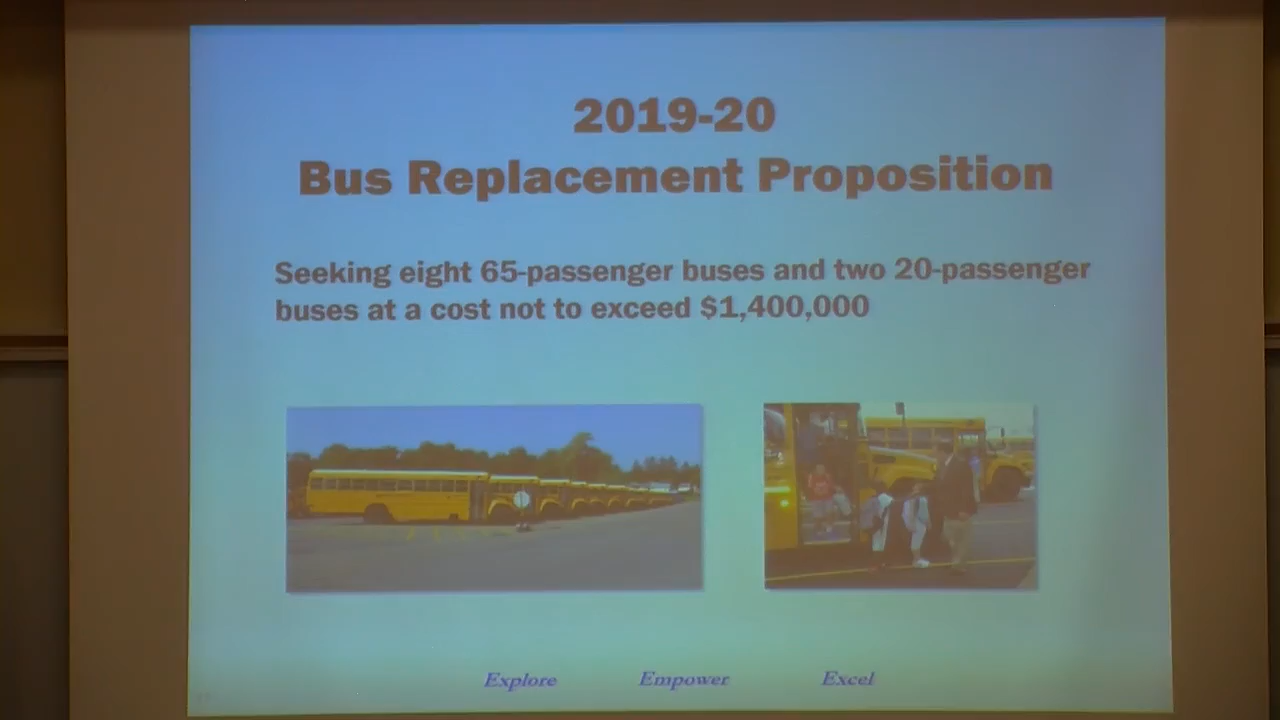 2019-20
Bus Replacement Proposition
Seeking eight 65-passenger buses and two 20-passenger
buses at a cost not to exceed $1,400,000
Explore Empower Excel